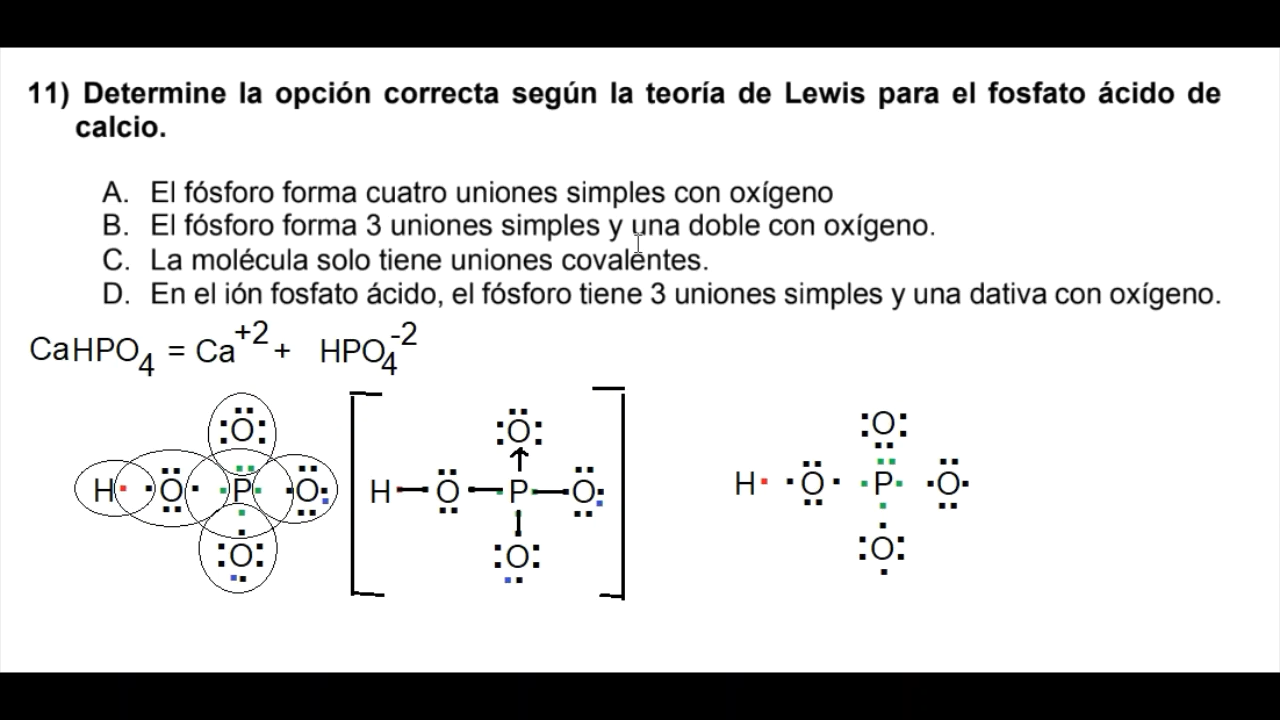 11) Determine la opción correcta según la teoría de Lewis para el fosfato ácido de
calcio.
A. El fósforo forma cuatro uniones simples con oxígeno
B. El fósforo forma 3 uniones simples y una doble con oxígeno.
C. La molécula solo tiene uniones covalentes.
D. En el ión fosfato ácido, el fósforo tiene 3 uniones simples y una dativa con oxígeno.
CaHPO4 = Ca+2 + HPO4-2
O
H O P O
O
O
H O P O
O
O
H O P O
O